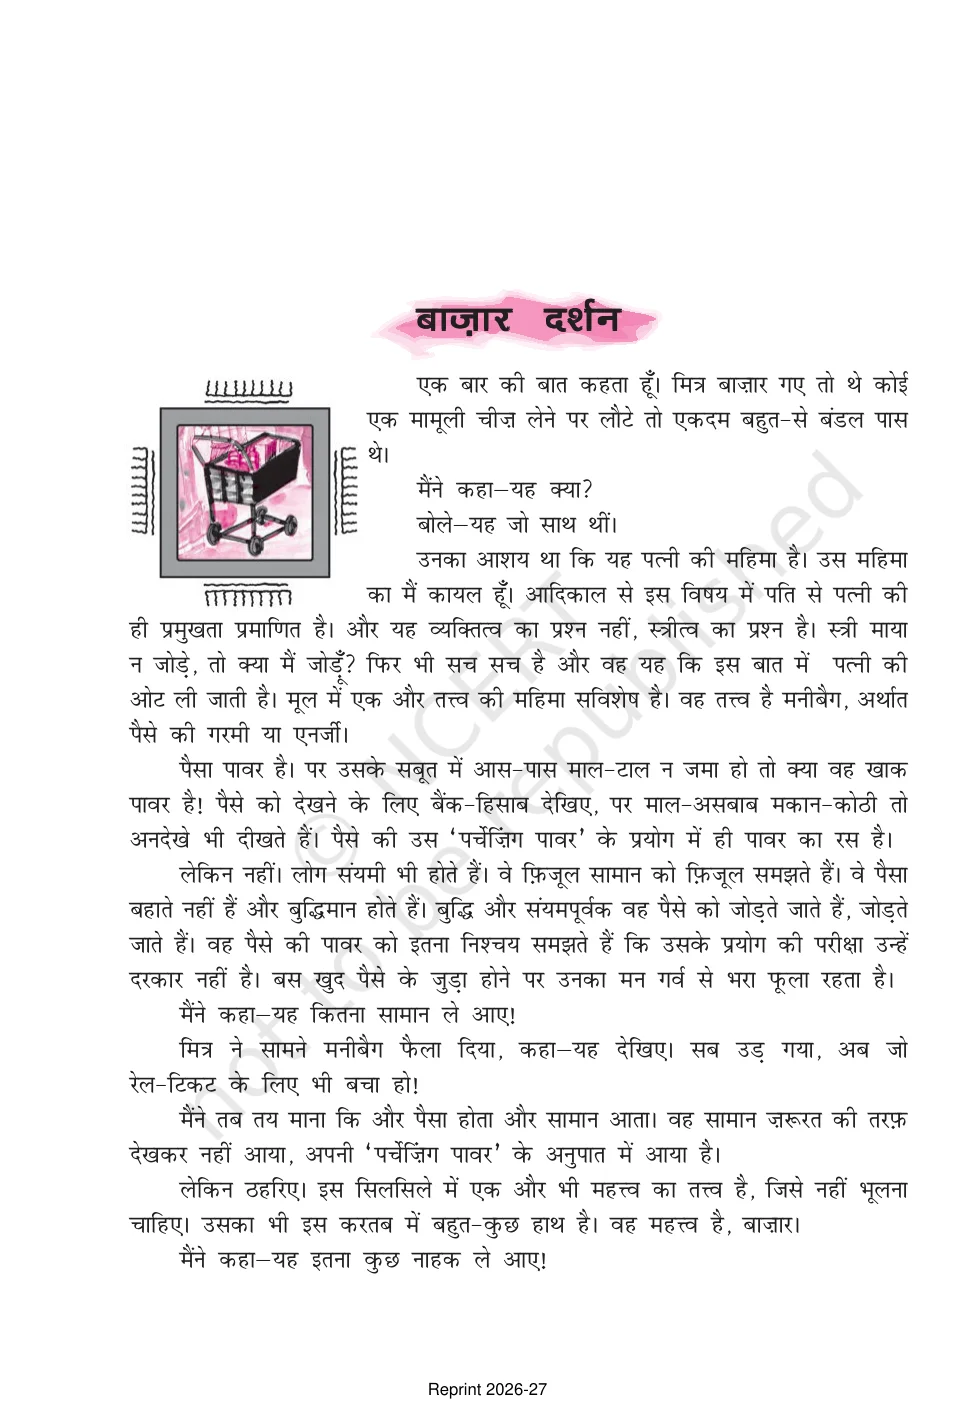 बाज़ार दर्शन
एक बार की बात कहता हूँ। मित्र बाज़ार गए तो थे कोई
एक मामूली चीज़ लेने पर लौटे तो एकदम बहुत-से बंडल पास
थे।
मैंने कहा—यह क्या?
बोले—यह जो साथ थीं।
उनका आशय था कि यह पत्नी की महिमा है। उस महिमा
का मैं कायल हूँ। आदिकाल से इस विषय में पति से पत्नी की
ही प्रमुखता प्रमाणित है। और यह व्यक्तित्व का प्रश्न नहीं, स्त्रीत्व का प्रश्न है। स्त्री माया
न जोड़े, तो क्या मैं जोड़ूँ? फिर भी सच सच है और वह यह कि इस बात में पत्नी की
ओट ली जाती है। मूल में एक और तत्त्व की महिमा सविशेष है। वह तत्त्व है मनीबैग, अर्थात
पैसे की गरमी या एनर्जी।
पैसा पावर है। पर उसके सबूत में आस-पास माल-टाल न जमा हो तो क्या वह खाक
पावर है! पैसे को देखने के लिए बैंक-हिसाब देखिए, पर माल-असबाब मकान-कोठी तो
अनदेखे भी दीखते हैं। पैसे की उस ‘पर्चेज़िंग पावर’ के प्रयोग में ही पावर का रस है।
लेकिन नहीं। लोग संयमी भी होते हैं। वे फ़िजूल सामान को फ़िजूल समझते हैं। वे पैसा
बहाते नहीं हैं और बुद्धिमान होते हैं। बुद्धि और संयमपूर्वक वह पैसे को जोड़ते जाते हैं, जोड़ते
जाते हैं। वह पैसे की पावर को इतना निश्चय समझते हैं कि उसके प्रयोग की परीक्षा उन्हें
दरकार नहीं है। बस खुद पैसे के जुड़ा होने पर उनका मन गर्व से भरा फूला रहता है।
मैंने कहा—यह कितना सामान ले आए!
मित्र ने सामने मनीबैग फैला दिया, कहा—यह देखिए। सब उड़ गया, अब जो
रेल-टिकट के लिए भी बचा हो!
मैंने तब तय माना कि और पैसा होता और सामान आता। वह सामान ज़रूरत की तरफ़
देखकर नहीं आया, अपनी ‘पर्चेज़िंग पावर’ के अनुपात में आया है।
लेकिन ठहरिए। इस सिलसिले में एक और भी महत्त्व का तत्त्व है, जिसे नहीं भूलना
चाहिए। उसका भी इस करतब में बहुत-कुछ हाथ है। वह महत्त्व है, बाज़ार।
मैंने कहा—यह इतना कुछ नाहक ले आए!
© NCERT
not to be republished
Reprint 2026-27